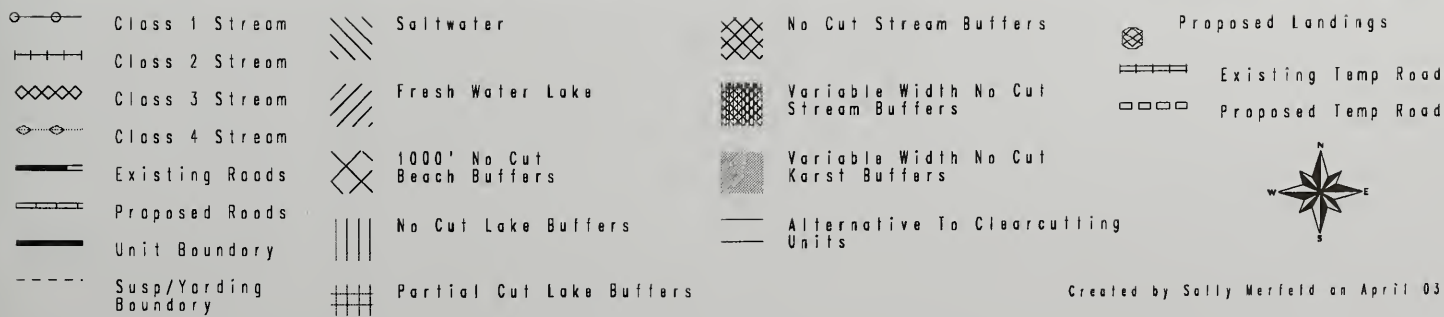 Class 1 Stream
Class 2 Stream
Class 3 Stream
Class 4 Stream
Existing Roads
Proposed Roads
Unit Boundary
Susp/Yarding
Boundary
Saltwater
Fresh Water Lake
1000' No Cut
Beach Buffers
No Cut Lake Buffers
Partial Cut Lake Buffers
No Cut Stream Buffers
Variable Width No Cut
Stream Buffers
Variable Width No Cut
Karst Buffers
Alternative To Clearcutting
Units
Proposed Landings
Existing Temp Road
Proposed Temp Road
N
W E
S
Created by Sally Merfeld on April 03